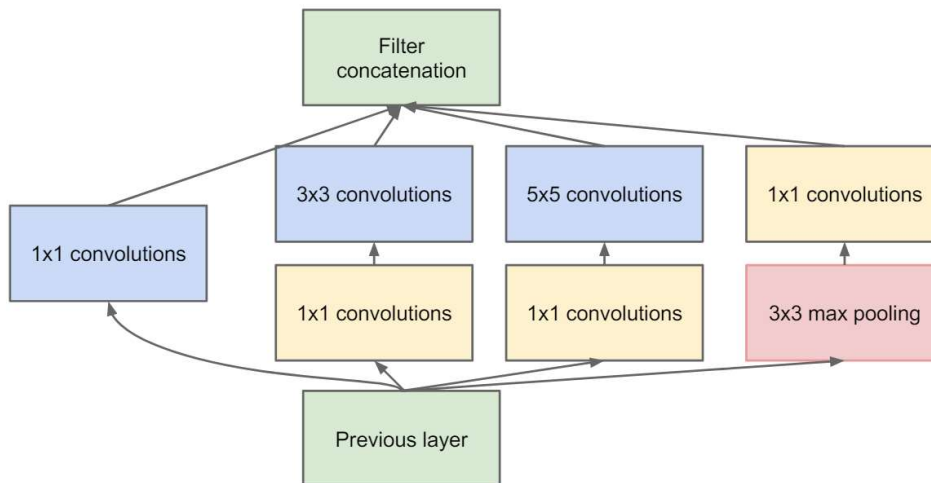 Filter
concatenation
3x3 convolutions
5x5 convolutions
1x1 convolutions
1x1 convolutions
1x1 convolutions
1x1 convolutions
3x3 max pooling
Previous layer